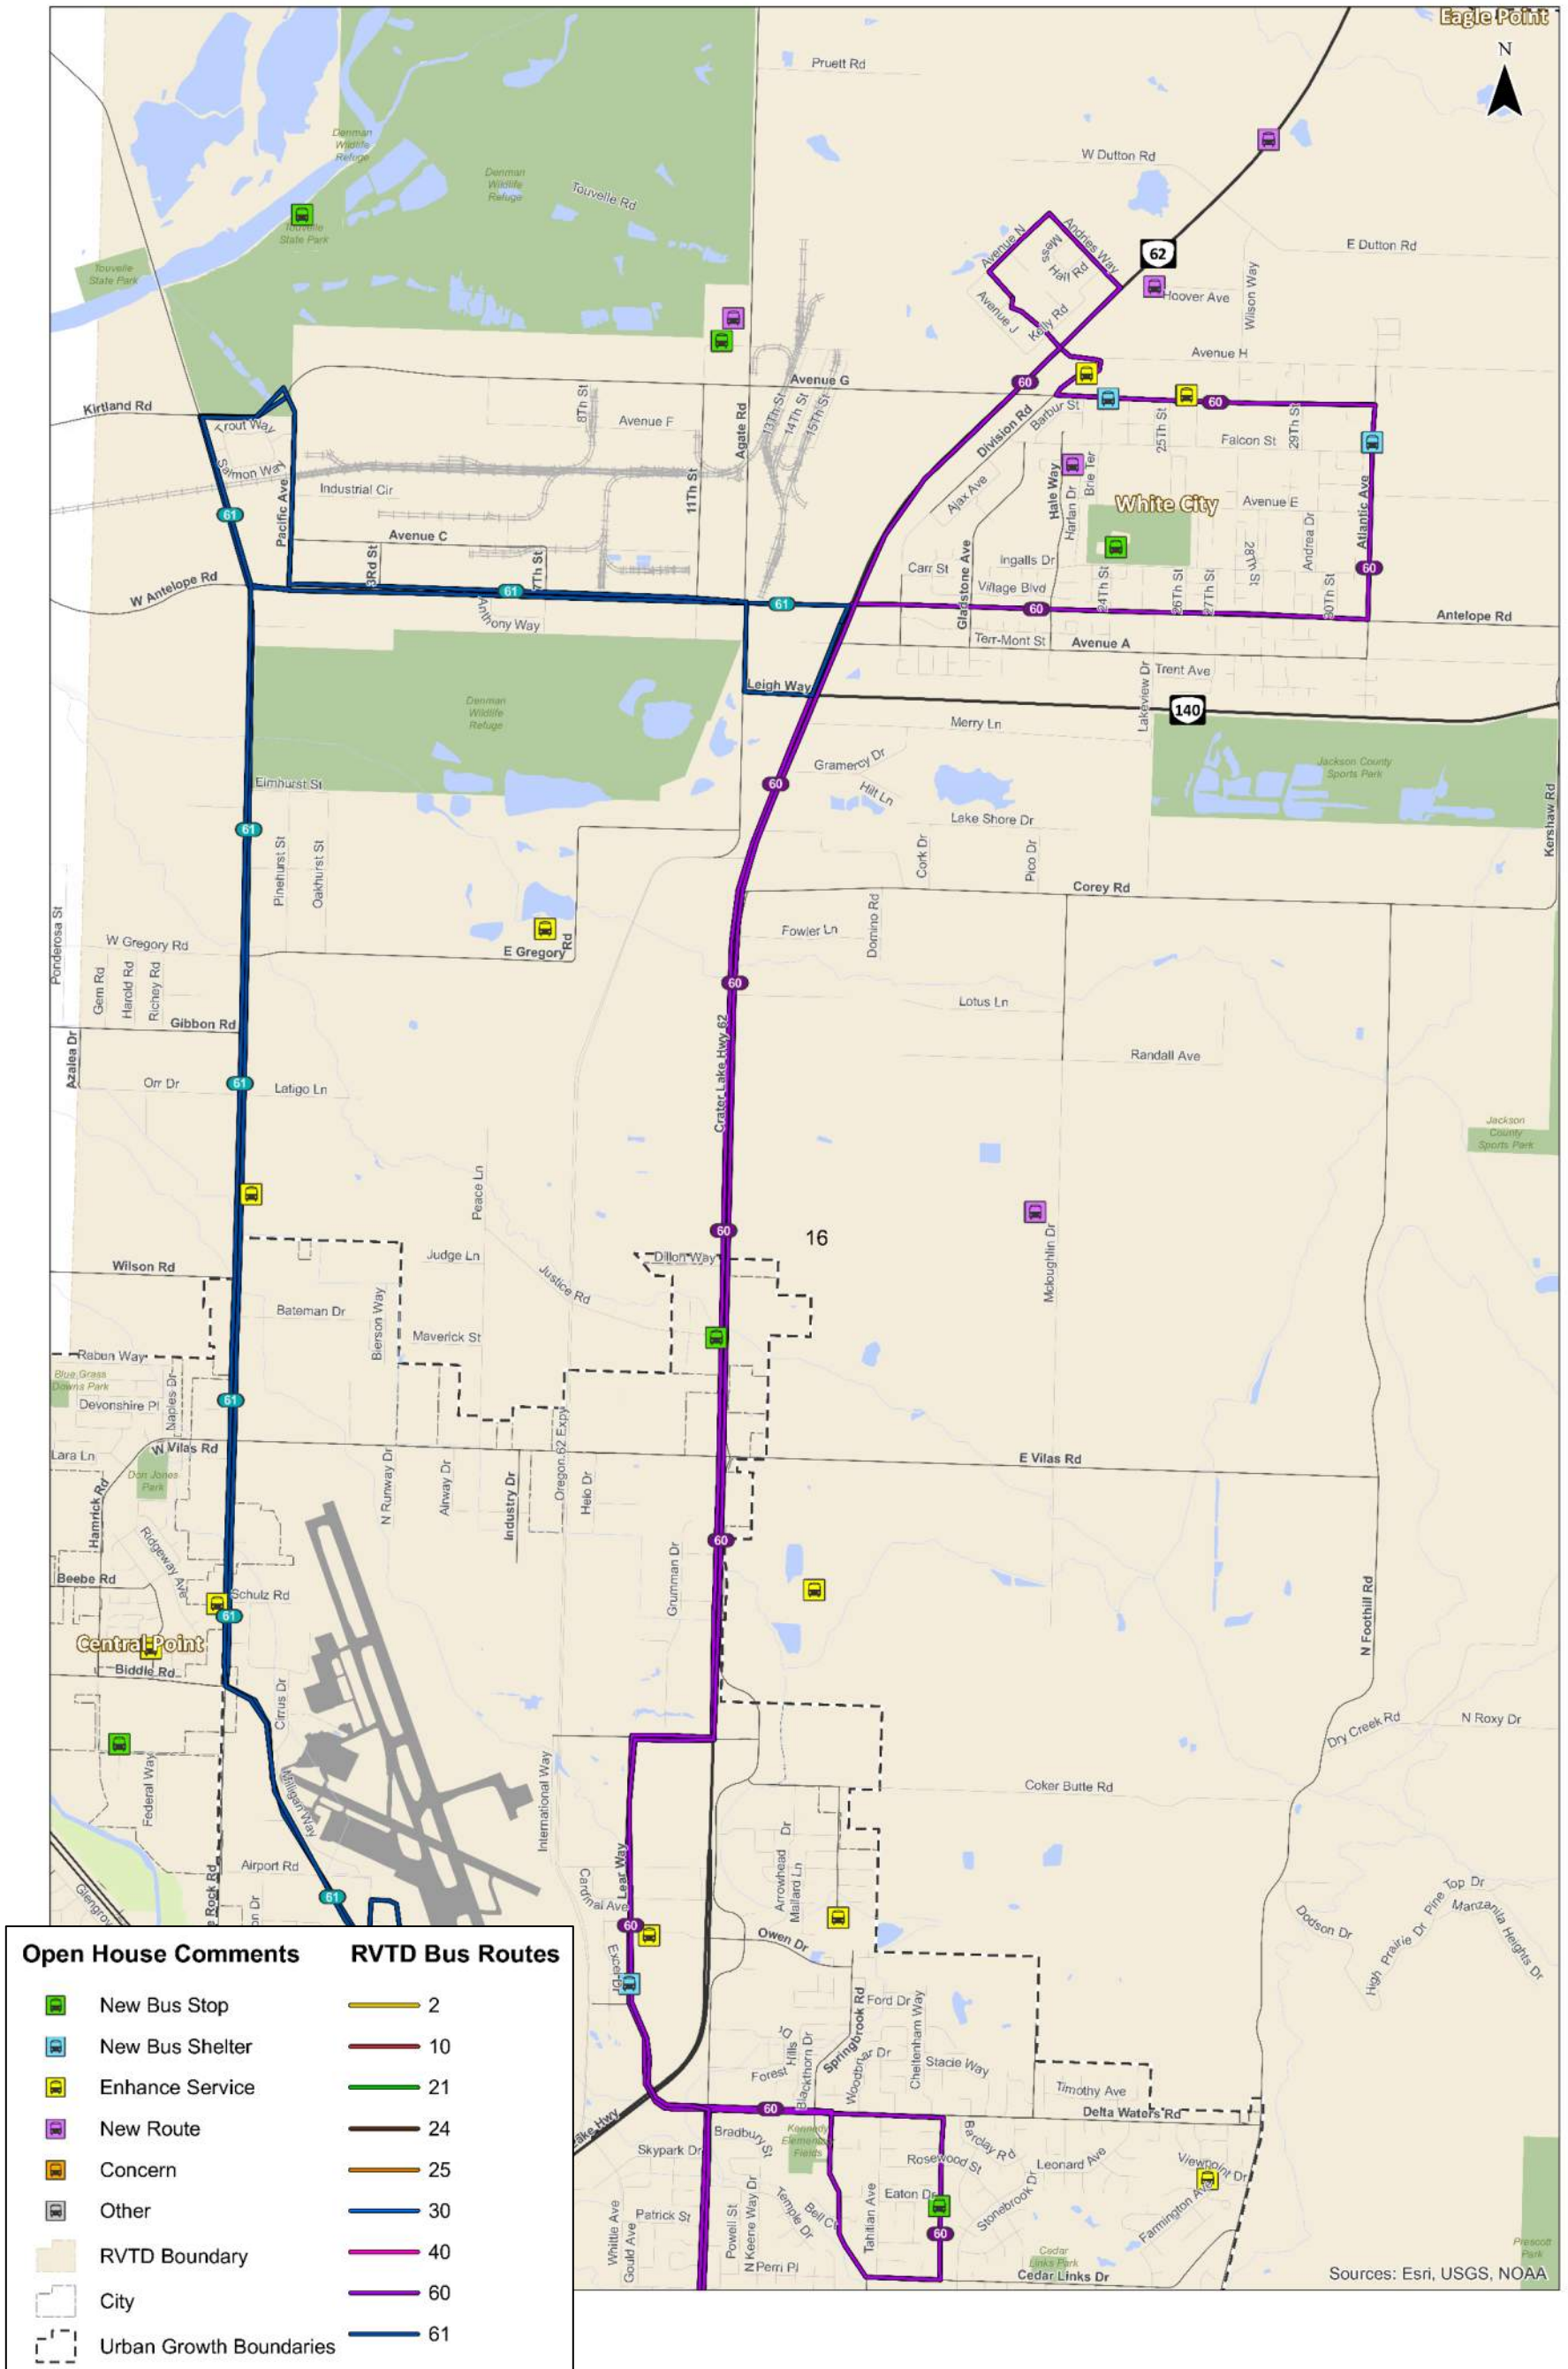 Eagle Point
N
Pruett Rd
Denman
Wildlife
Refuge
W Dutton Rd
Denman
Wildlife
Refuge
Touvelle Rd
Touvelle
State Park
Andries Way
Avenue N
Mess
Hall Rd
62
E Dutton Rd
Touvelle
State Park
Wilson Way
Hoover Ave
Avenue J
Kelly Rd
Avenue H
Avenue G
60
Kirtland Rd
Trout Way
8Th St
Avenue F
Agate Rd
13Th St
14Th St
15Th St
Division Rd
Barbur St
60
25Th St
29Th St
Falcon St
Salmon Way
Industrial Cir
11Th St
Ajax Ave
Hale Way
Harlan Dr
Brie Ter
White City
Avenue E
Atlantic Ave
61
Pacific Ave
Avenue C
3Rd St
7Th St
Gladstone Ave
Ingalls Dr
Carr St
Village Blvd
24Th St
26Th St
27Th St
28Th St
Andrea Dr
30Th St
60
W Antelope Rd
61
61
60
Antelope Rd
Anthony Way
Terr-Mont St
Avenue A
Trent Ave
Lakeview Dr
Leigh Way
140
Denman
Wildlife
Refuge
Merry Ln
Gramercy Dr
Hilt Ln
Jackson County
Sports Park
Elmhurst St
60
Lake Shore Dr
Kershaw Rd
61
Pinehurst St
Oakhurst St
Cork Dr
Pico Dr
Corey Rd
Ponderosa St
W Gregory Rd
E Gregory Rd
Fowler Ln
Domino Rd
Gem Rd
Harold Rd
Richey Rd
60
Lotus Ln
Gibbon Rd
Azalea Dr
Crater Lake Hwy 62
Randall Ave
Orr Dr
61
Latigo Ln
Jackson
County
Sports Park
Peace Ln
60
16
Mcloughlin Dr
Wilson Rd
Judge Ln
Dillon Way
Justice Rd
Bateman Dr
Bierson Way
Maverick St
Rabun Way
Blue Grass
Downs Park
Naples Dr
Devonshire Pl
61
Lara Ln
W Vilas Rd
E Vilas Rd
Don Jones
Park
Hamrick Rd
N Runway Dr
Airway Dr
Industry Dr
Oregon 62 Expy
Helo Dr
60
Ridgeway Ave
Grumman Dr
Beebe Rd
Schulz Rd
61
N Foothill Rd
Central Point
Biddle Rd
Cirrus Dr
Dry Creek Rd
N Roxy Dr
Federal Way
Milligan Way
International Way
Coker Butte Rd
Airport Rd
Lear Way
Arrowhead Dr
Mallard Ln
Cardinal Ave
61
Glengrov
e Rock Rd
on Dr
60
Excel Dr
Owen Dr
Dodson Dr
High Prairie Dr
Pine Top Dr
Manzanita Heights Dr
Ford Dr
Springbrook Rd
Cheltenham Way
Forest Hills Dr
Blackthorn Dr
Woodbriar Dr
Stacie Way
Timothy Ave
60
Delta Waters Rd
ake Hwy
Skypark Dr
Bradbury St
Kennedy
Elementary
Fields
Barclay Rd
Rosewood St
Leonard Ave
Viewpoint Dr
Whittle Ave
Gould Ave
Patrick St
Powell St
N Keene Way Dr
Temple Dr
Bell Ct
Tahitian Ave
Eaton Dr
Stonebrook Dr
Farmington Ave
60
Perri Pl
Cedar
Links Park
Cedar Links Dr
Prescott
Park
Sources: Esri, USGS, NOAA
Open House Comments
New Bus Stop
New Bus Shelter
Enhance Service
New Route
Concern
Other
RVTD Boundary
City
Urban Growth Boundaries
RVTD Bus Routes
2
10
21
24
25
30
40
60
61